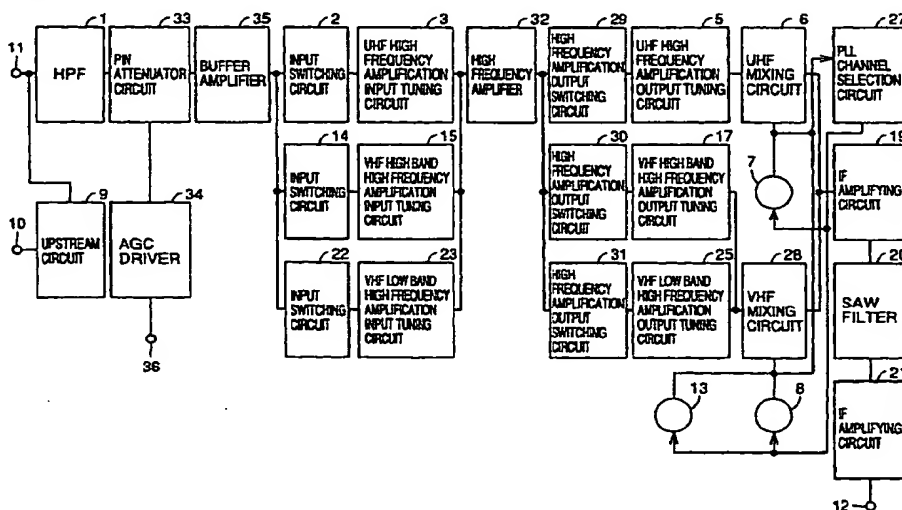 1
33
35
2
3
32
29
5
6
27
11
HPF
PIN
ATTENUATOR
CIRCUIT
BUFFER
AMPLIFIER
INPUT
SWITCHING
CIRCUIT
UHF HIGH
FREQUENCY
AMPLIFICATION
INPUT TUNING
CIRCUIT
HIGH
FREQUENCY
AMPLIFIER
HIGH
FREQUENCY
AMPLIFICATION
OUTPUT
SWITCHING
CIRCUIT
UHF HIGH
FREQUENCY
AMPLIFICATION
OUTPUT TUNING
CIRCUIT
UHF
MIXING
CIRCUIT
PLL
CHANNEL
SELECTION
CIRCUIT
14
15
30
17
7
19
INPUT
SWITCHING
CIRCUIT
VHF HIGH BAND
HIGH FREQUENCY
AMPLIFICATION
INPUT TUNING
CIRCUIT
HIGH
FREQUENCY
AMPLIFICATION
OUTPUT
SWITCHING
CIRCUIT
VHF HIGH BAND
HIGH FREQUENCY
AMPLIFICATION
OUTPUT TUNING
CIRCUIT
IF
AMPLIFYING
CIRCUIT
9
34
10
UPSTREAM
CIRCUIT
AGC
DRIVER
22
23
31
25
28
20
INPUT
SWITCHING
CIRCUIT
VHF LOW BAND
HIGH FREQUENCY
AMPLIFICATION
INPUT TUNING
CIRCUIT
HIGH
FREQUENCY
AMPLIFICATION
OUTPUT
SWITCHING
CIRCUIT
VHF LOW BAND
HIGH FREQUENCY
AMPLIFICATION
OUTPUT TUNING
CIRCUIT
VHF
MIXING
CIRCUIT
SAW
FILTER
36
13
8
21
IF
AMPLIFYING
CIRCUIT
12